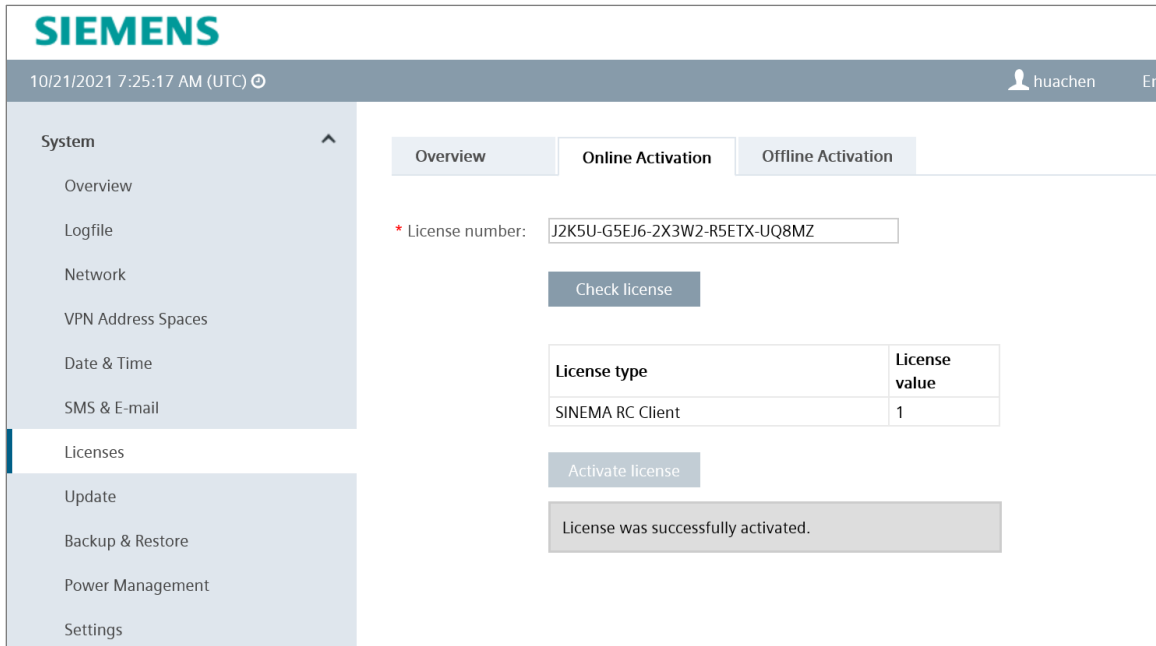 SIEMENS
10/21/2021 7:25:17 AM (UTC)
huachen
System
Overview
Logfile
Network
VPN Address Spaces
Date & Time
SMS & E-mail
Licenses
Update
Backup & Restore
Power Management
Settings
Overview Online Activation Offline Activation
* License number: J2K5U-G5EJ6-2X3W2-R5ETX-UQ8MZ
Check license
License type License value
SINEMA RC Client 1
Activate license
License was successfully activated.